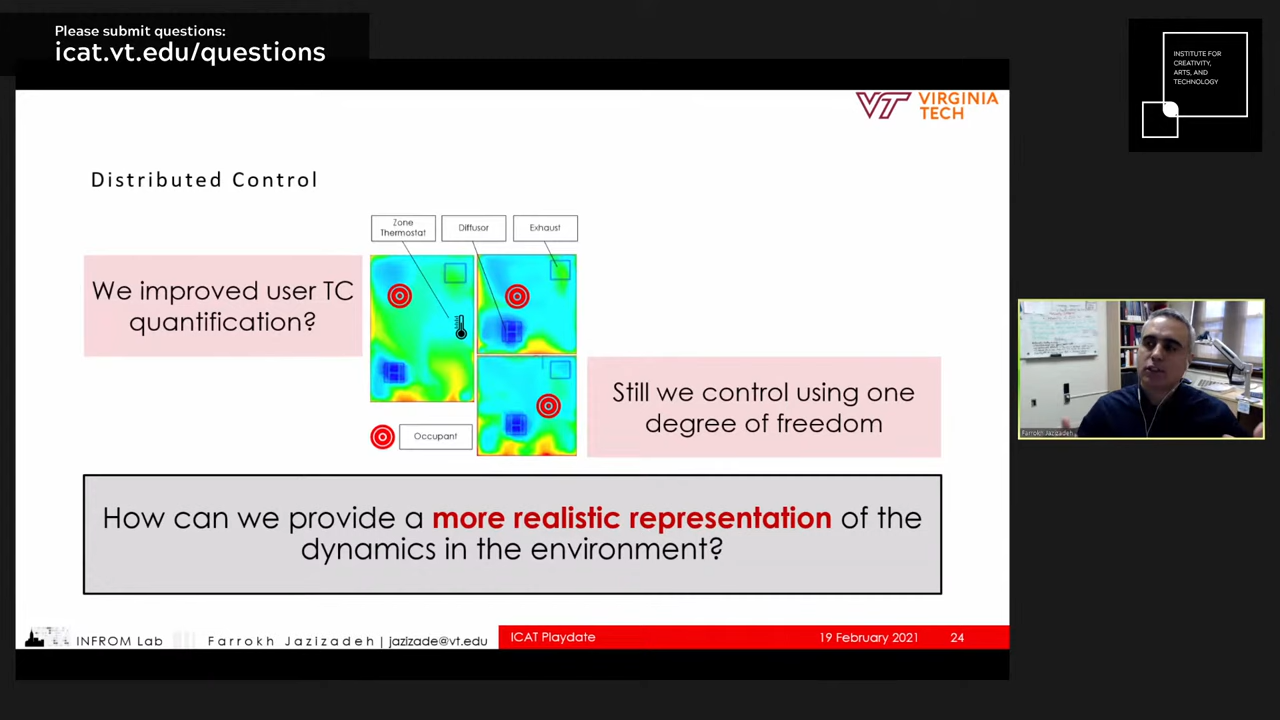 Please submit questions:
icat.vt.edu/questions
INSTITUTE FOR
CREATIVITY,
ARTS, AND
TECHNOLOGY
VT VIRGINIA
TECH
Distributed Control
Zone
Thermostat
Diffusor
Exhaust
We improved user TC
quantification?
Still we control using one
degree of freedom
Occupant
How can we provide a more realistic representation of the
dynamics in the environment?
INFROM Lab
Farrokh Jazizadeh | jazizade@vt.edu
ICAT Playdate
19 February 2021
24